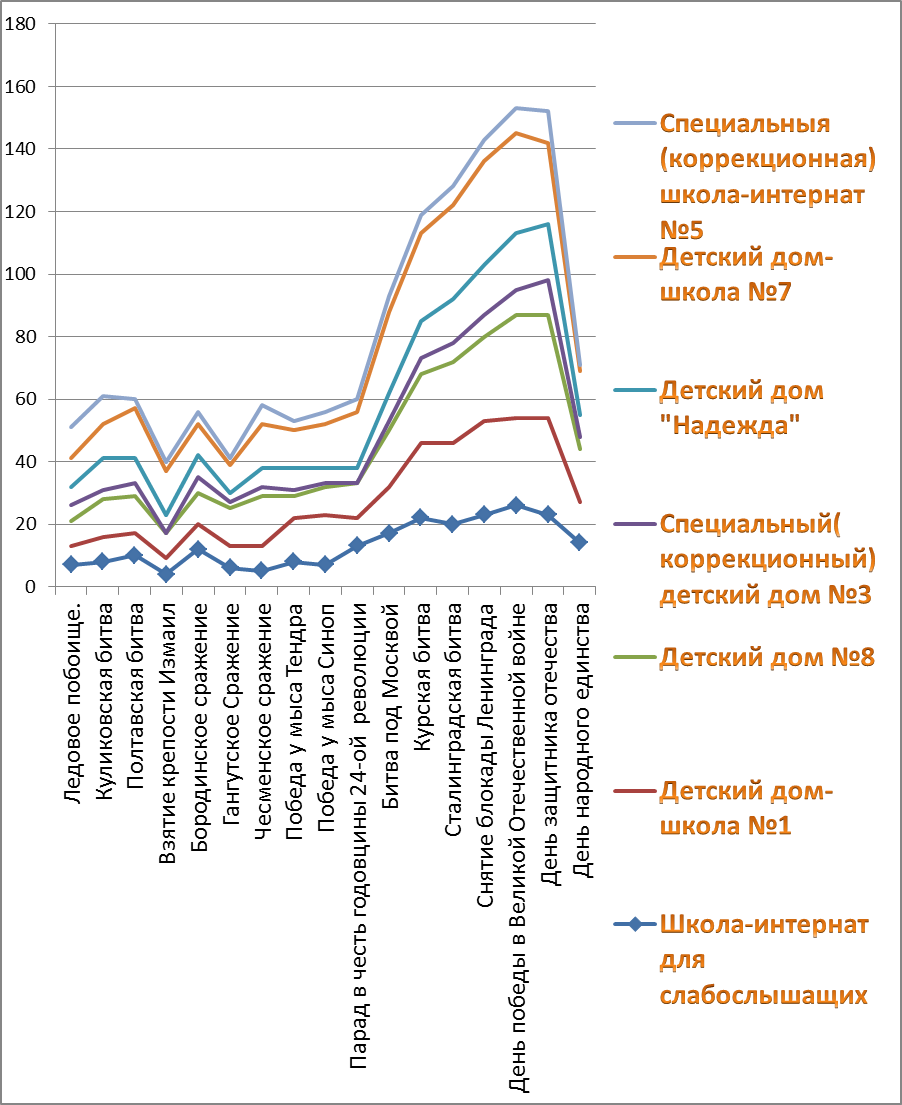 180
160
140
120
100
80
60
40
20
0
Ледовое побоище.
Куликовская битва
Полтавская битва
Взятие крепости Измаил
Бородинское сражение
Гангутское Сражение
Чесменское сражение
Победа у мыса Тендра
Победа у мыса Синоп
Парад в честь годовщины 24-ой революции
Битва под Москвой
Курская битва
Сталинградская битва
Снятие блокады Ленинграда
День победы в Великой Отечественной войне
День защитника отечества
День народного единства
Специальныя
(коррекционная)
школа-интернат
№5
Детский дом-
школа №7
Детский дом
"Надежда"
Специальный(
коррекционный)
детский дом №3
Детский дом №8
Детский дом-
школа №1
Школа-интернат
для
слабослышащих